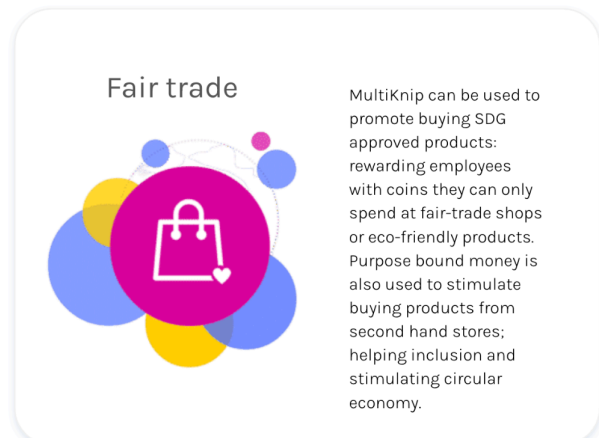 Fair trade
MultiKnip can be used to
promote buying SDG
approved products:
rewarding employees
with coins they can only
spend at fair-trade shops
or eco-friendly products.
Purpose bound money is
also used to stimulate
buying products from
second hand stores;
helping inclusion and
stimulating circular
economy.